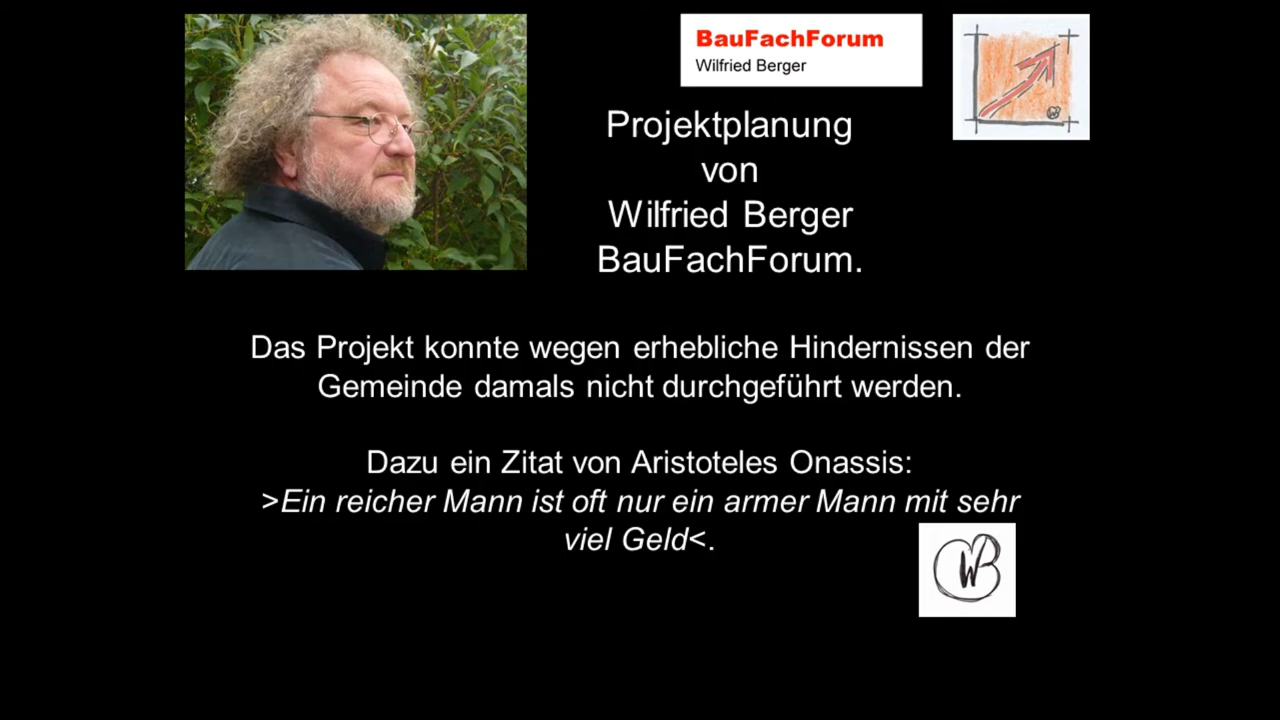 BauFachForum
Wilfried Berger
Projektplanung
von
Wilfried Berger
BauFachForum.
Das Projekt konnte wegen erhebliche Hindernissen der
Gemeinde damals nicht durchgeführt werden.
Dazu ein Zitat von Aristoteles Onassis:
>Ein reicher Mann ist oft nur ein armer Mann mit sehr
viel Geld<.
WB